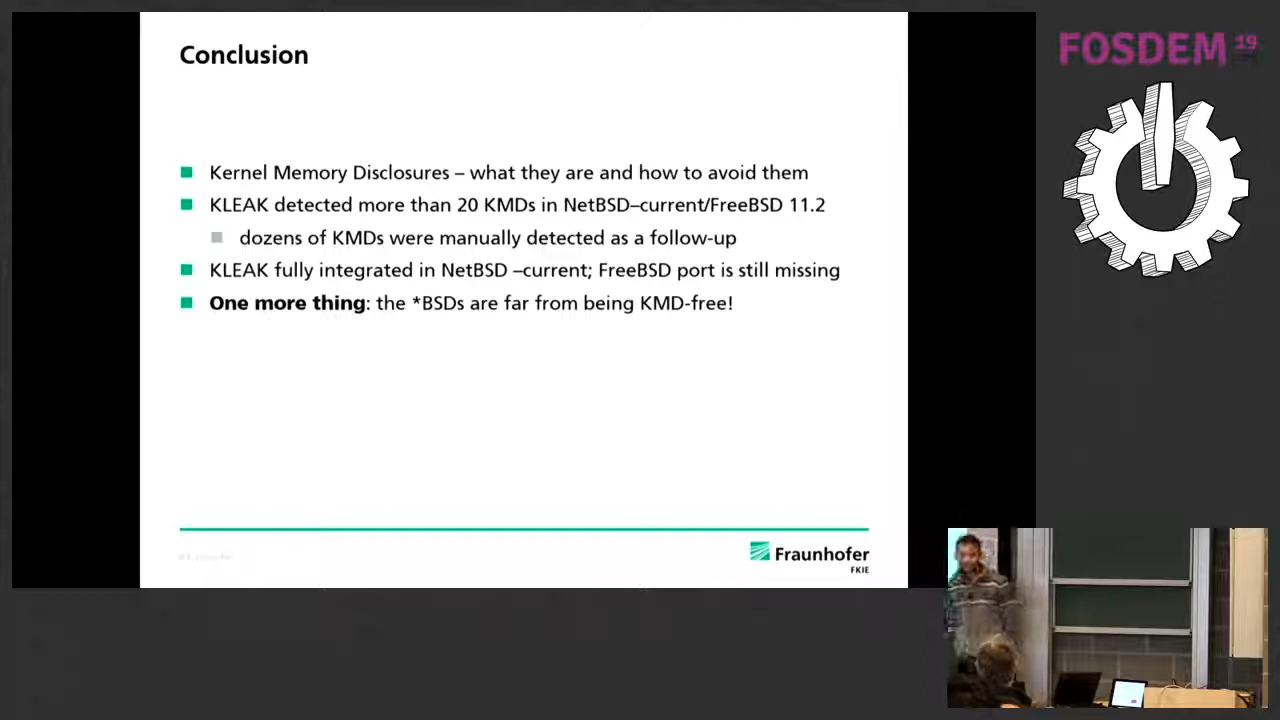 Conclusion
FOSDEM 19
Kernel Memory Disclosures – what they are and how to avoid them
KLEAK detected more than 20 KMDs in NetBSD–current/FreeBSD 11.2
dozens of KMDs were manually detected as a follow-up
KLEAK fully integrated in NetBSD –current; FreeBSD port is still missing
One more thing: the *BSDs are far from being KMD-free!
Fraunhofer
FKIE